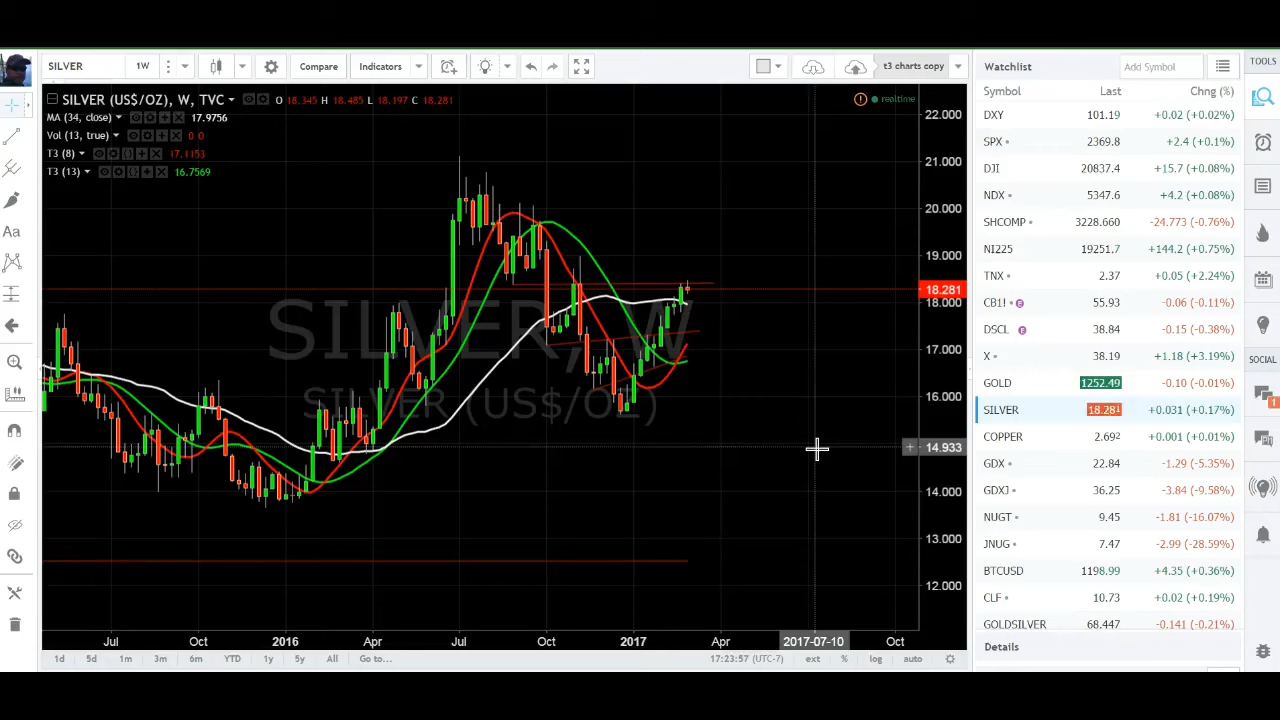 SILVER 1W Indicators Compare t3 charts copy
SILVER (US$/OZ), W, TVC O 18.345 H 18.485 L 18.197 C 18.281 realtime
MA (34, close) 17.9756
Vol (13, true) 0 0
T3 (8) 17.1153
T3 (13) 16.7569
SILVER, W
SILVER (US$/OZ)
22.000
21.000
20.000
19.000
18.281
18.000
17.000
16.000
14.933
14.000
13.000
12.000
Jul Oct 2016 Apr Jul Oct 2017 Apr 2017-07-10 Oct
1d 5d 1m 3m 6m YTD 1y 5y All Go to... 17:23:57 (UTC-7) ext % log auto
Watchlist Add Symbol
Symbol Last Chng (%)
DXY 101.19 +0.02 (+0.02%)
SPX 2369.8 +2.4 (+0.1%)
DJI 20837.4 +15.7 (+0.08%)
NDX 5347.6 +4.2 (+0.08%)
HCOMP 3228.660 -24.773 (-0.76%)
I225 19251.7 +144.2 (+0.75%)
TNX 2.37 +0.05 (+2.24%)
CB1! E 55.93 -0.06 (-0.11%)
DSCL E 38.84 -0.15 (-0.38%)
X 38.19 +1.18 (+3.19%)
GOLD 1252.49 -0.10 (-0.01%)
SILVER 18.281 +0.031 (+0.17%)
COPPER 2.692 +0.001 (+0.01%)
GDX 22.84 -1.29 (-5.35%)
GDXJ 36.25 -3.84 (-9.58%)
NUGT 9.45 -1.81 (-16.07%)
JNUG 7.47 -2.99 (-28.59%)
BTCUSD 1198.99 +4.35 (+0.36%)
CLF 10.73 +0.02 (+0.19%)
GOLDSILVER 68.447 -0.141 (-0.21%)
Details
TOOLS
SOCIAL
1
Aa